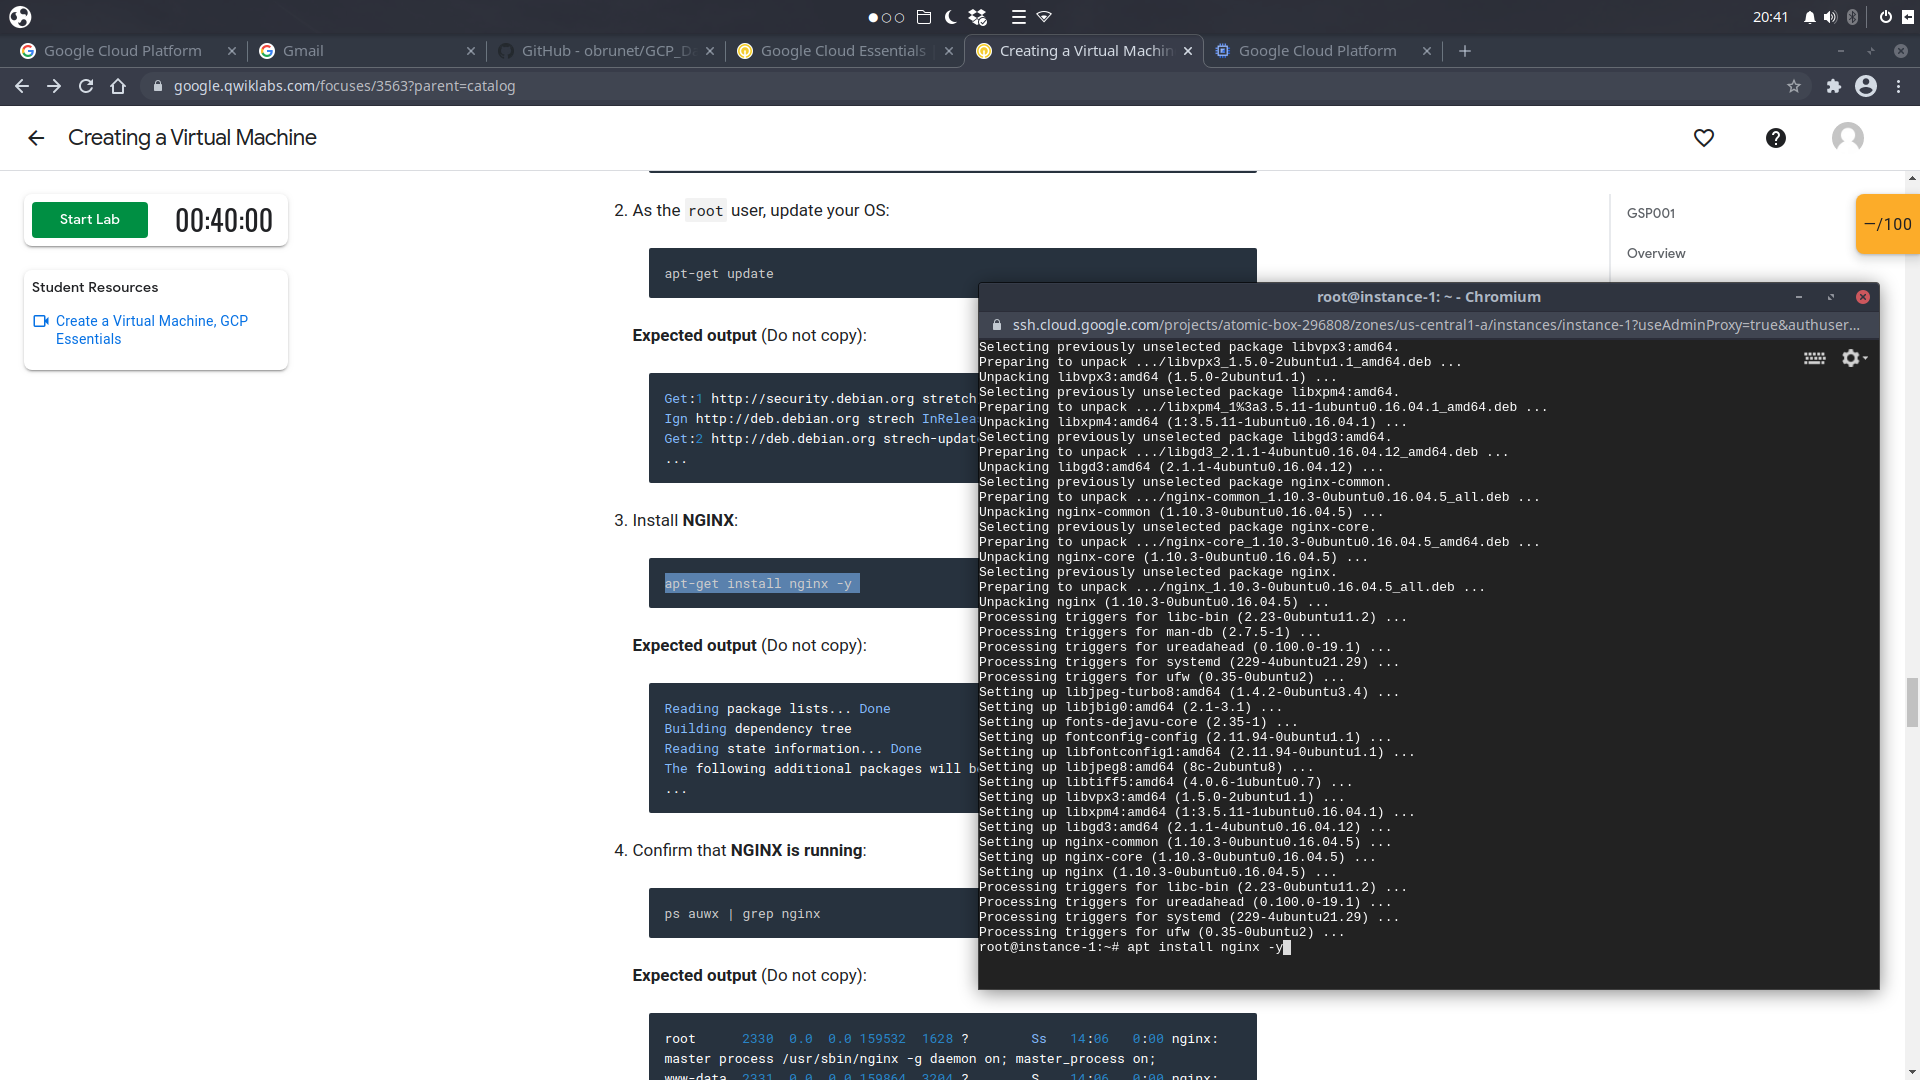 20:41
Google Cloud Platform
Gmail
GitHub - obrunet/GCP_Da
Google Cloud Essentials
Creating a Virtual Machin
Google Cloud Platform
google.qwiklabs.com/focuses/3563?parent=catalog
Creating a Virtual Machine
Start Lab
00:40:00
Student Resources
Create a Virtual Machine, GCP
Essentials
2. As the root user, update your OS:
apt-get update
Expected output (Do not copy):
Get:1 http://security.debian.org stretch
Ign http://deb.debian.org strech InRelea
Get:2 http://deb.debian.org strech-updat
...
3. Install NGINX:
apt-get install nginx -y
Expected output (Do not copy):
Reading package lists... Done
Building dependency tree
Reading state information... Done
The following additional packages will b
...
4. Confirm that NGINX is running:
ps auwx | grep nginx
Expected output (Do not copy):
root 2330 0.0 0.0 159532 1628 ? Ss 14:06 0:00 nginx:
master process /usr/sbin/nginx -g daemon on; master_process on;
www-data 2331 0.0 0.0 159864 3204 ? S 14:06 0:00 nginx:
GSP001
Overview
—/100
root@instance-1: ~ - Chromium
ssh.cloud.google.com/projects/atomic-box-296808/zones/us-central1-a/instances/instance-1?useAdminProxy=true&authuser...
Selecting previously unselected package libvpx3:amd64.
Preparing to unpack .../libvpx3_1.5.0-2ubuntu1.1_amd64.deb ...
Unpacking libvpx3:amd64 (1.5.0-2ubuntu1.1) ...
Selecting previously unselected package libxpm4:amd64.
Preparing to unpack .../libxpm4_1%3a3.5.11-1ubuntu0.16.04.1_amd64.deb ...
Unpacking libxpm4:amd64 (1:3.5.11-1ubuntu0.16.04.1) ...
Selecting previously unselected package libgd3:amd64.
Preparing to unpack .../libgd3_2.1.1-4ubuntu0.16.04.12_amd64.deb ...
Unpacking libgd3:amd64 (2.1.1-4ubuntu0.16.04.12) ...
Selecting previously unselected package nginx-common.
Preparing to unpack .../nginx-common_1.10.3-0ubuntu0.16.04.5_all.deb ...
Unpacking nginx-common (1.10.3-0ubuntu0.16.04.5) ...
Selecting previously unselected package nginx-core.
Preparing to unpack .../nginx-core_1.10.3-0ubuntu0.16.04.5_amd64.deb ...
Unpacking nginx-core (1.10.3-0ubuntu0.16.04.5) ...
Selecting previously unselected package nginx.
Preparing to unpack .../nginx_1.10.3-0ubuntu0.16.04.5_all.deb ...
Unpacking nginx (1.10.3-0ubuntu0.16.04.5) ...
Processing triggers for libc-bin (2.23-0ubuntu11.2) ...
Processing triggers for man-db (2.7.5-1) ...
Processing triggers for ureadahead (0.100.0-19.1) ...
Processing triggers for systemd (229-4ubuntu21.29) ...
Processing triggers for ufw (0.35-0ubuntu2) ...
Setting up libjpeg-turbo8:amd64 (1.4.2-0ubuntu3.4) ...
Setting up libjbig0:amd64 (2.1-3.1) ...
Setting up fonts-dejavu-core (2.35-1) ...
Setting up fontconfig-config (2.11.94-0ubuntu1.1) ...
Setting up libfontconfig1:amd64 (2.11.94-0ubuntu1.1) ...
Setting up libjpeg8:amd64 (8c-2ubuntu8) ...
Setting up libtiff5:amd64 (4.0.6-1ubuntu0.7) ...
Setting up libvpx3:amd64 (1.5.0-2ubuntu1.1) ...
Setting up libxpm4:amd64 (1:3.5.11-1ubuntu0.16.04.1) ...
Setting up libgd3:amd64 (2.1.1-4ubuntu0.16.04.12) ...
Setting up nginx-common (1.10.3-0ubuntu0.16.04.5) ...
Setting up nginx-core (1.10.3-0ubuntu0.16.04.5) ...
Setting up nginx (1.10.3-0ubuntu0.16.04.5) ...
Processing triggers for libc-bin (2.23-0ubuntu11.2) ...
Processing triggers for ureadahead (0.100.0-19.1) ...
Processing triggers for systemd (229-4ubuntu21.29) ...
Processing triggers for ufw (0.35-0ubuntu2) ...
root@instance-1:~# apt install nginx -y